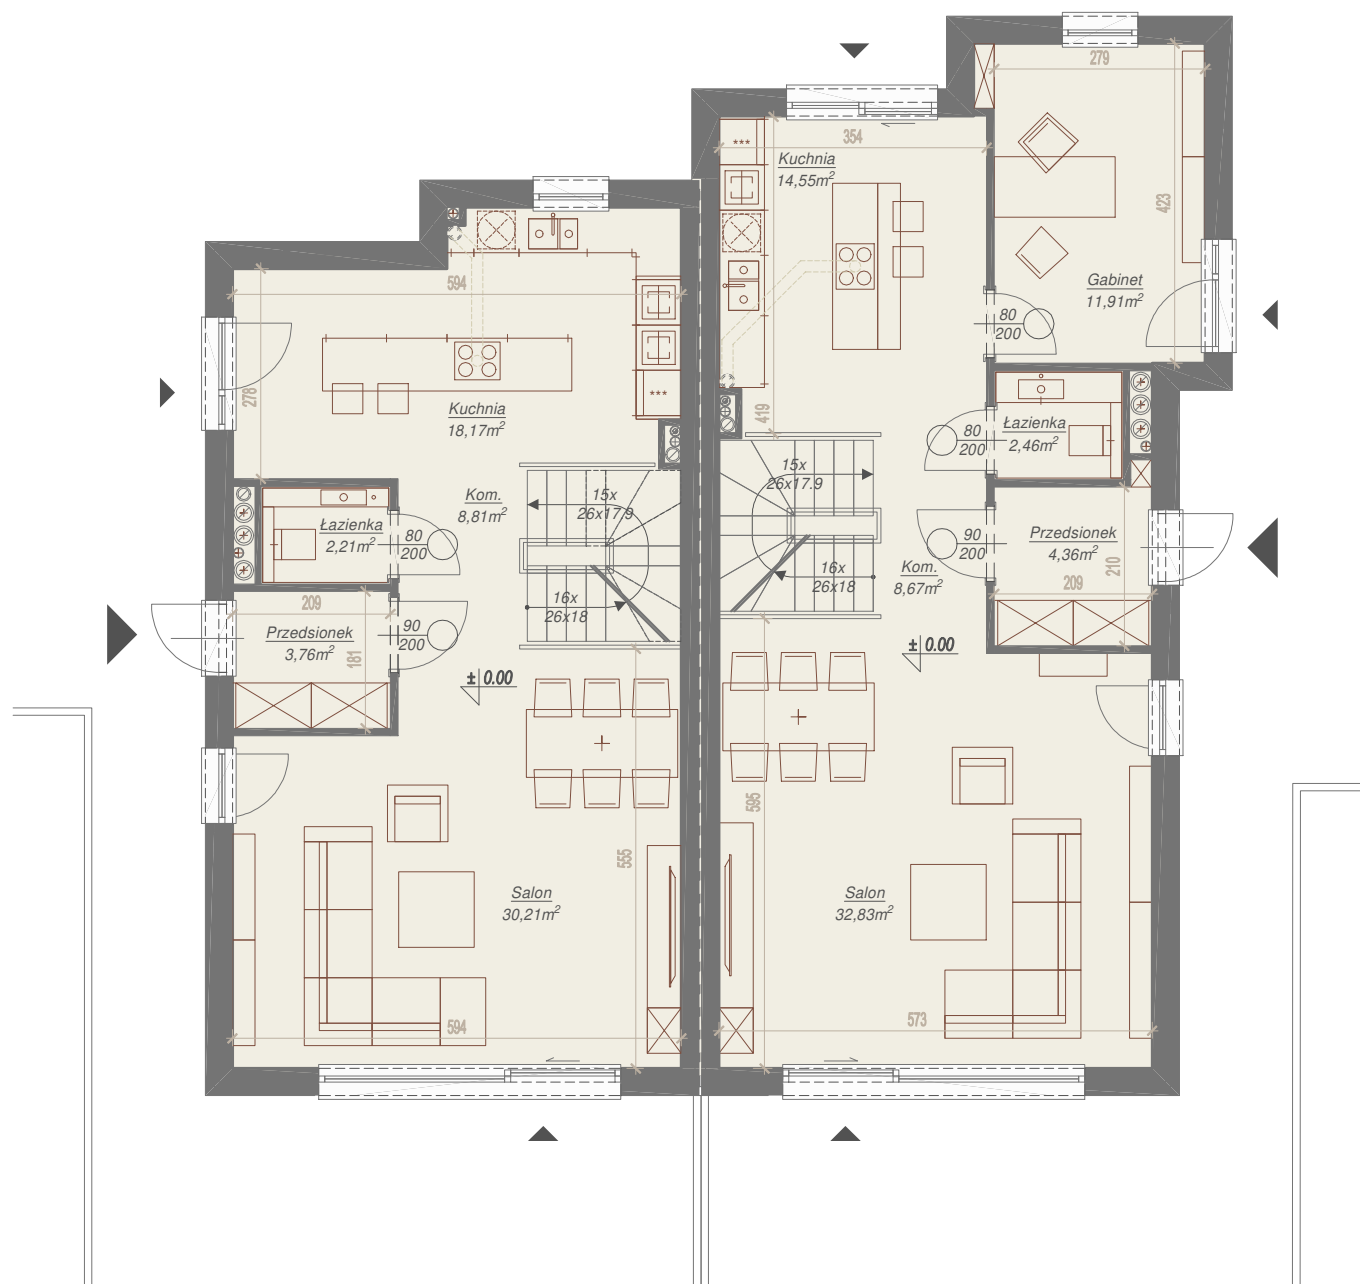 279
354
Kuchnia
14,55m²
423
Gabinet
11,91m²
80
200
594
278
Kuchnia
18,17m²
***
***
419
80
200
Łazienka
2,46m²
15x
26x17.9
15x
26x17,9
Kom.
8,81m²
Łazienka
2,21m²
80
200
90
200
Przedsionek
4,36m²
210
209
16x
26x18
Kom.
8,67m²
16x
26x18
209
Przedsionek
3,76m²
181
90
200
± 0.00
± 0.00
595
555
Salon
30,21m²
Salon
32,83m²
594
573